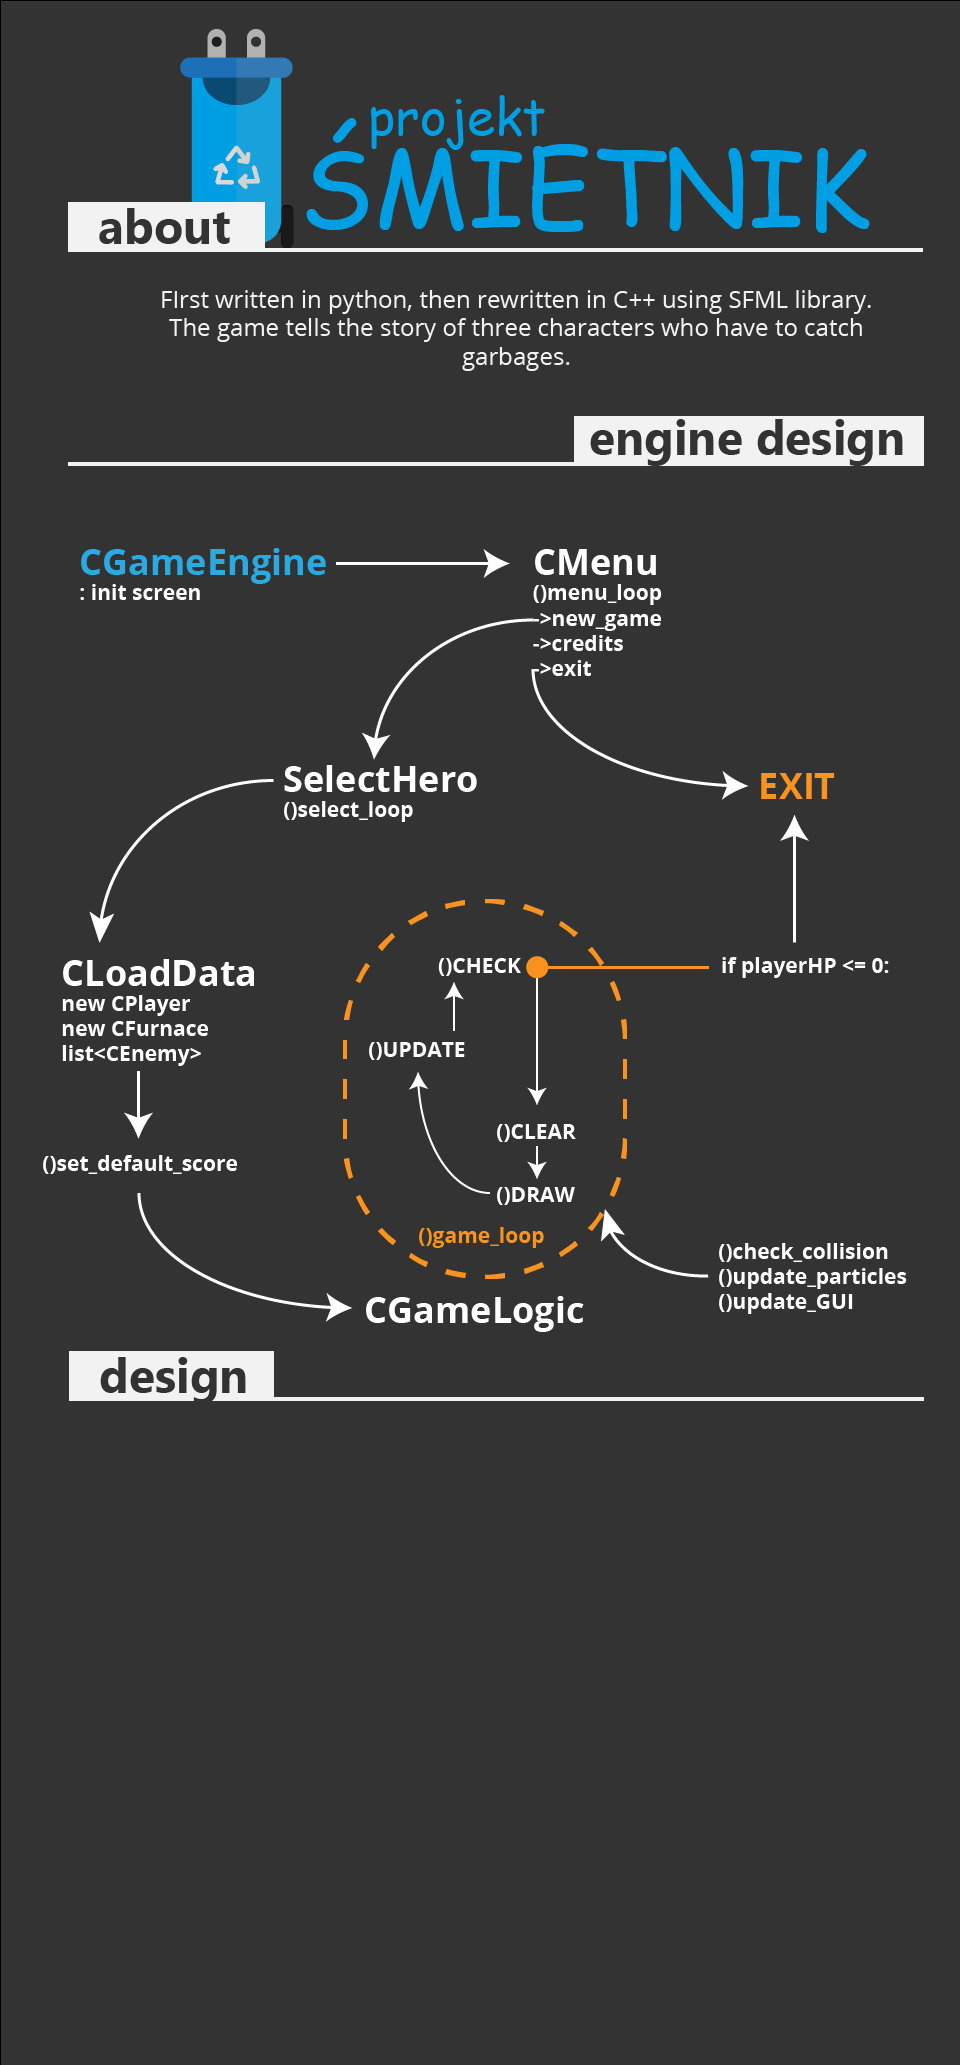 projekt
ŚMIETNIK
about
FIrst written in python, then rewritten in C++ using SFML library.
The game tells the story of three characters who have to catch
garbages.
engine design
CGameEngine
: init screen
CMenu
()menu_loop
->new_game
->credits
->exit
SelectHero
()select_loop
EXIT
CLoadData
new CPlayer
new CFurnace
list<CEnemy>
()set_default_score
()CHECK
if playerHP <= 0:
()UPDATE
()CLEAR
()DRAW
()game_loop
()check_collision
()update_particles
()update_GUI
CGameLogic
design